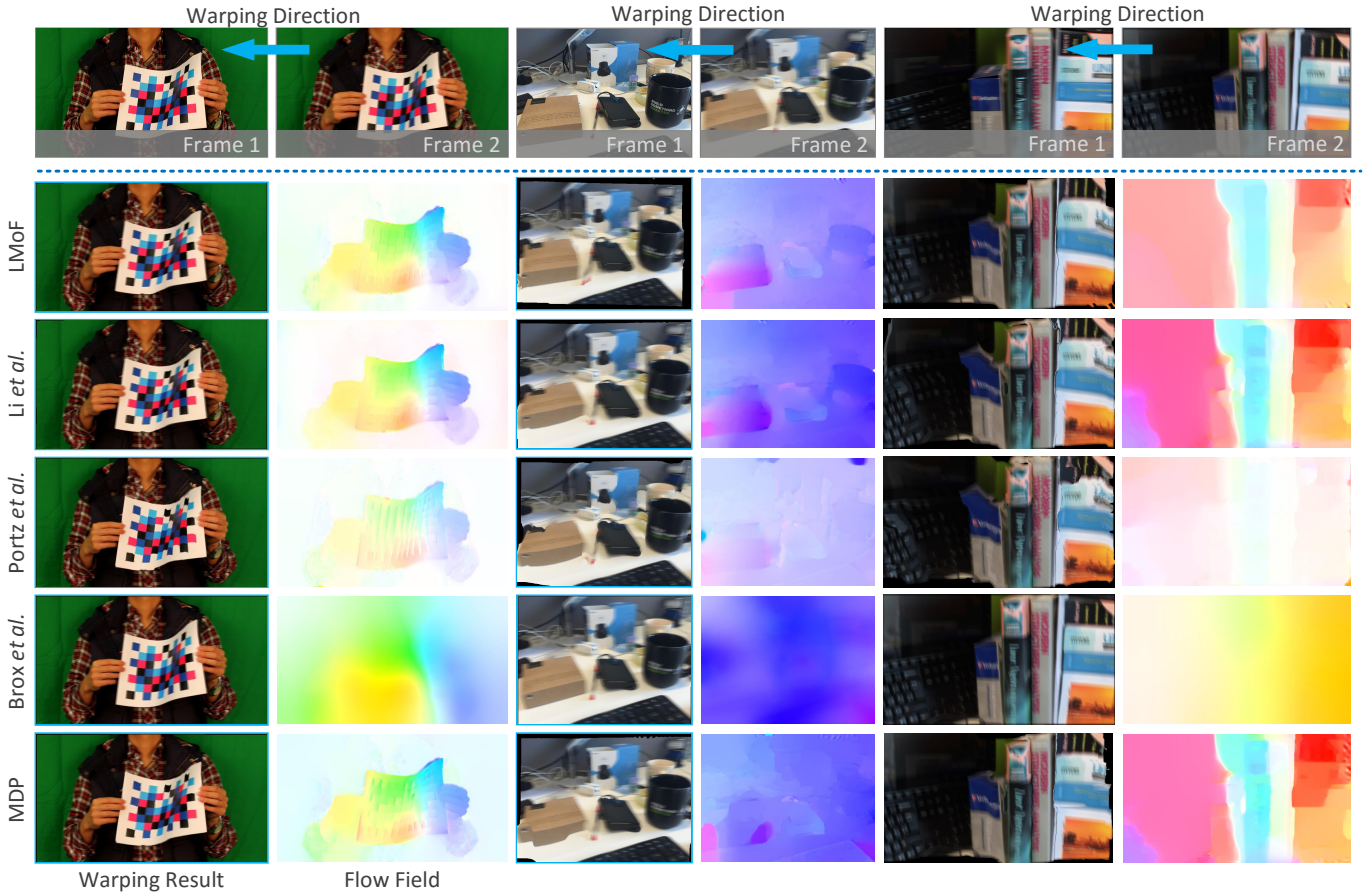 Warping Direction
Warping Direction
Warping Direction
Frame 1
Frame 2
Frame 1
Frame 2
Frame 1
Frame 2
LMoF
Li et al.
Portz et al.
Brox et al.
MDP
Warping Result
Flow Field